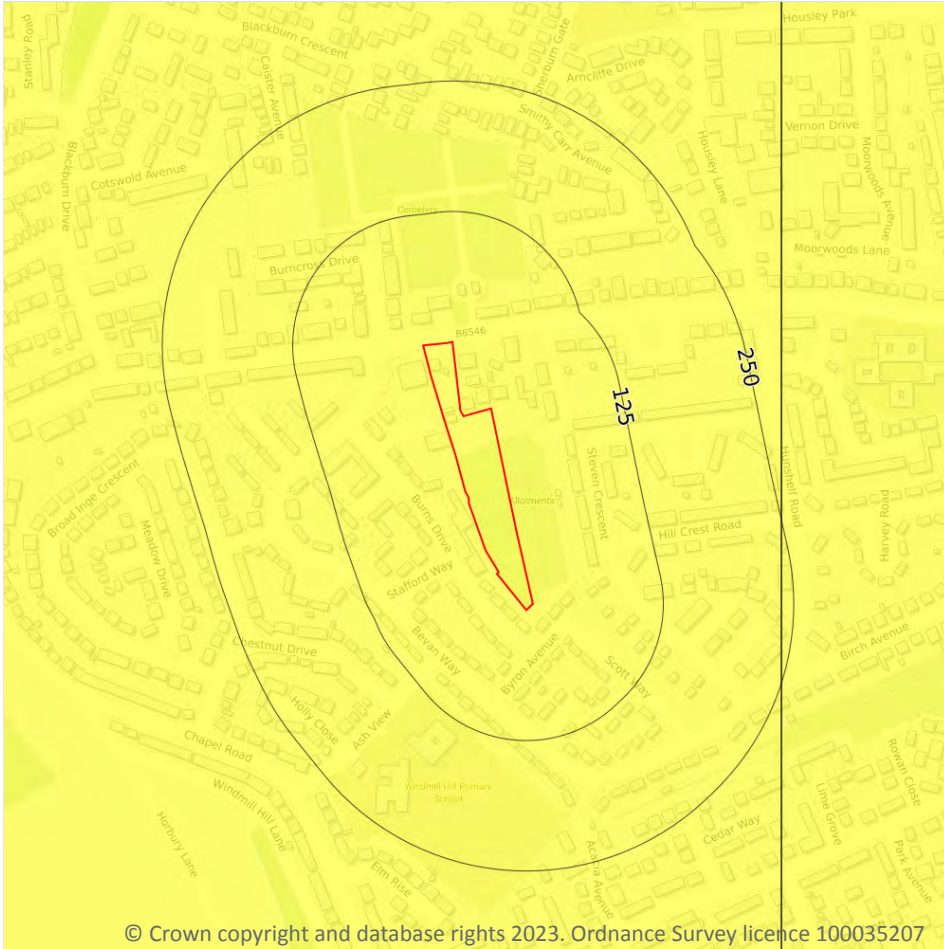 Stanley Road
Blackburn Crescent
Sherburn Gate
Housley Park
Arncliffe Drive
Calster Avenue
Smithy Carr Avenue
Vernon Drive
Housley Lane
Moorwoods Avenue
Blackburn Drive
Cotswold Avenue
Cemetery
Moorwoods Lane
Burncross Drive
B6546
250
125
Broad Inge Crescent
Steven Crescent
Hunshelf Road
Allotments
Burns Drive
Harvey Road
Meadow Drive
Hill Crest Road
Stafford Way
Bevan Way
Chestnut Drive
Byron Avenue
Scott Way
Birch Avenue
Holly Close
Ash View
Chapel Road
Windmill Hill Primary
School
Windmill Hill Lane
Rowan Close
Lime Grove
Cedar Way
Horbury Lane
Elm Rise
Acacia Avenue
Park Avenue
© Crown copyright and database rights 2023. Ordnance Survey licence 100035207